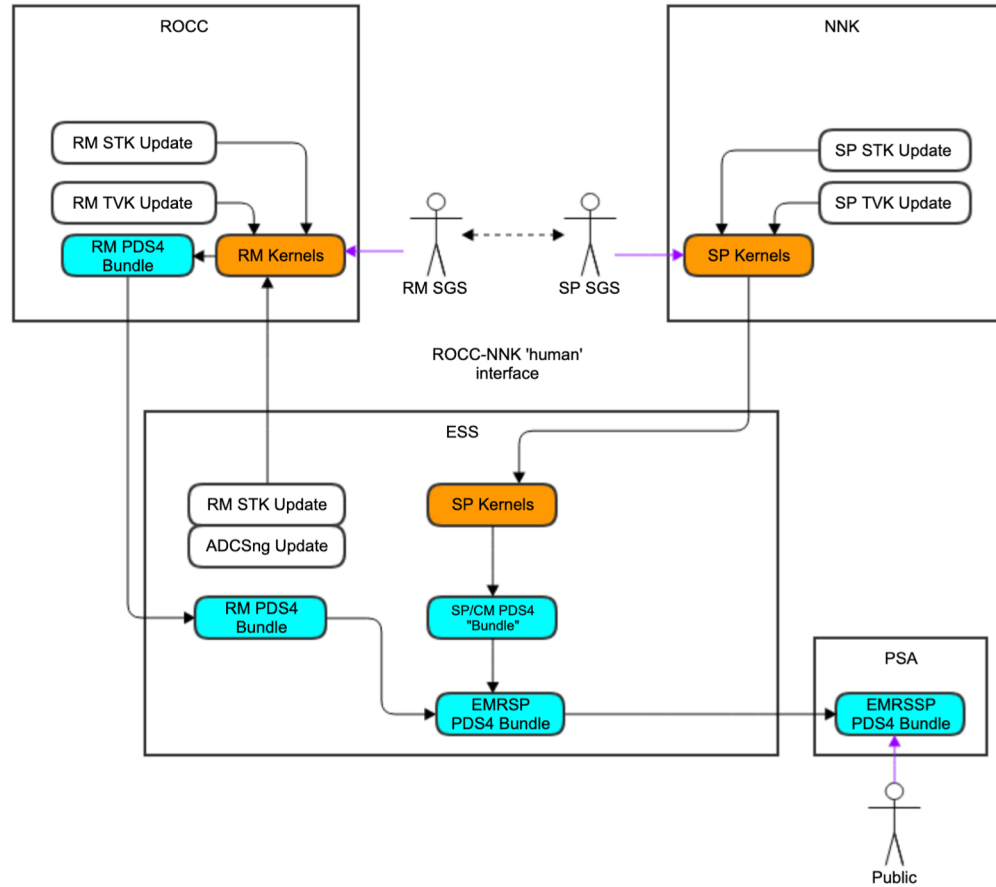 ROCC
NNK
RM STK Update
SP STK Update
RM TVK Update
SP TVK Update
RM PDS4
Bundle
RM Kernels
SP Kernels
RM SGS
SP SGS
ROCC-NNK 'human'
interface
ESS
RM STK Update
SP Kernels
ADCSng Update
RM PDS4
Bundle
SP/CM PDS4
"Bundle"
PSA
EMRSP
PDS4 Bundle
EMRSSP
PDS4 Bundle
Public